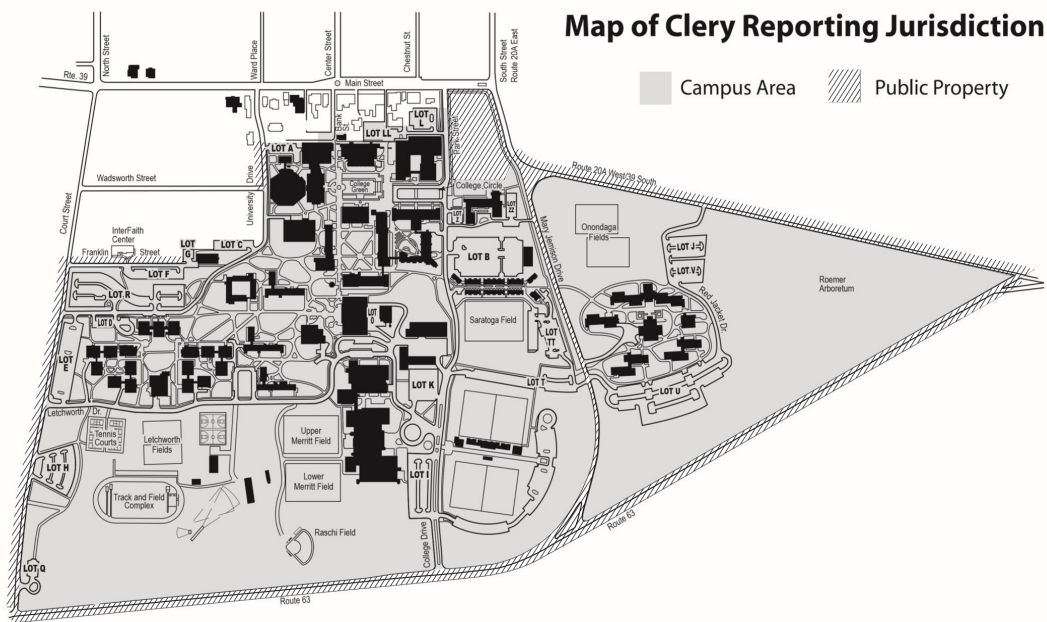 Map of Clery Reporting Jurisdiction
Campus Area
Public Property
North Street
Ward Place
Center Street
Chestnut St.
South Street
Route 20A East
Rte. 39
Main Street
Bank St.
LOT LL
LOT
L
Park Street
LOT A
Route 20A West/39 South
Wadsworth Street
University
Drive
College
Green
College Circle
LOT
Z
LOT
ZZ
Court Street
InterFaith
Center
Franklin
Street
LOT
G
LOT C
LOT B
Mary Jemison Drive
Onondaga
Fields
LOT J
LOT V
Red Jacket Dr.
Roemer
Arboretum
LOT F
LOT R
LOT D
LOT
O
Saratoga Field
LOT
TT
LOT
E
LOT K
LOT T
LOT U
Letchworth
Dr.
Tennis
Courts
Letchworth
Fields
Upper
Merritt Field
LOT H
Lower
Merritt Field
LOT I
Track and Field
Complex
Raschi Field
College Drive
Route 63
LOT Q
Route 63